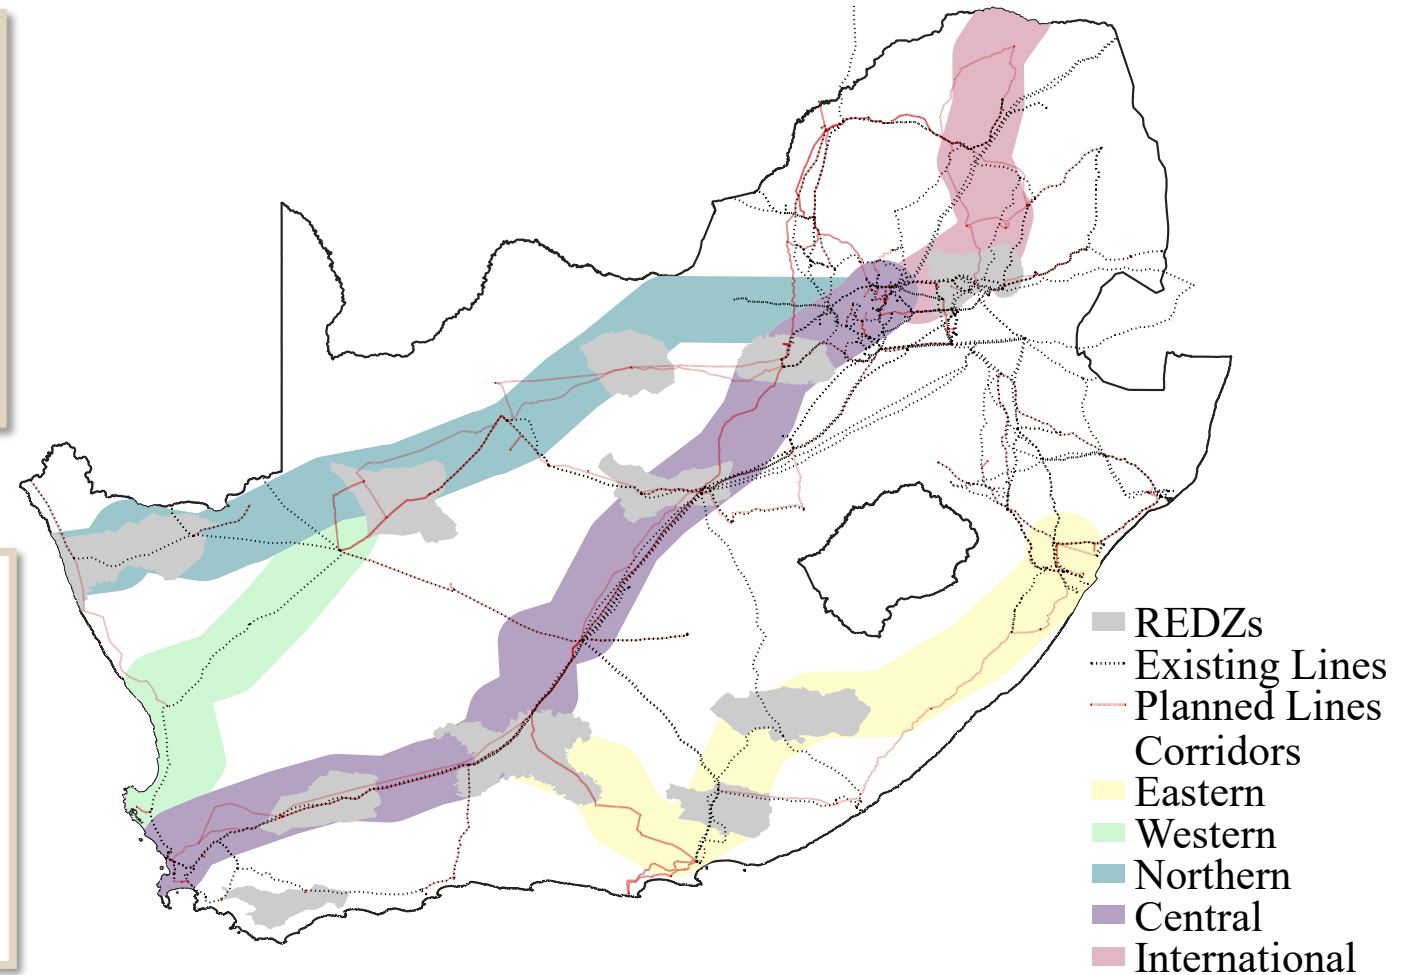 REDZs
Existing Lines
Planned Lines
Corridors
Eastern
Western
Northern
Central
International